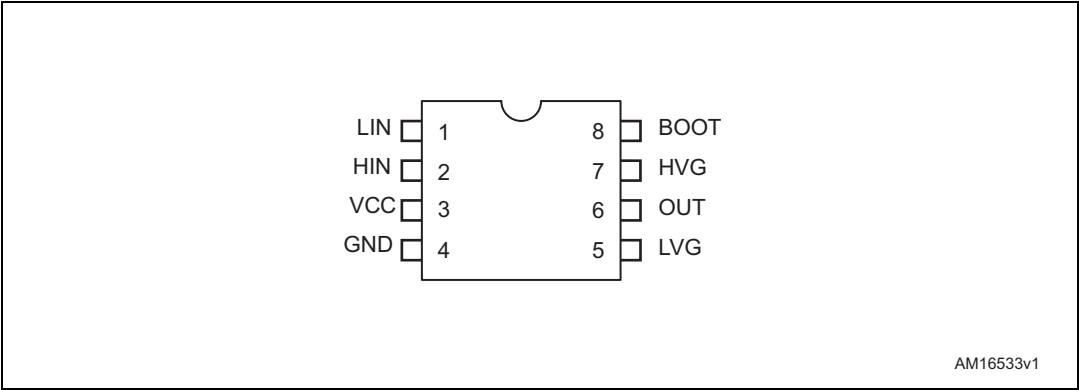 LIN 1 8 BOOT
HIN 2 7 HVG
VCC 3 6 OUT
GND 4 5 LVG
AM16533v1